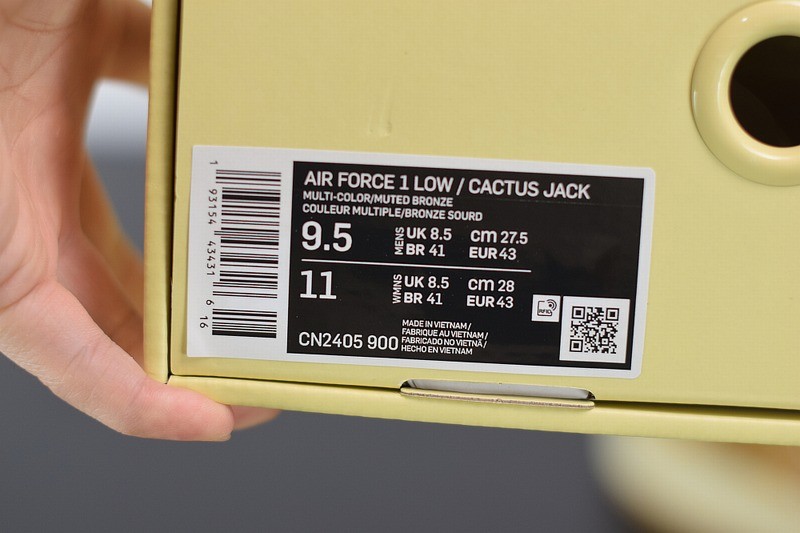 AIR FORCE 1 LOW / CACTUS JACK
MULTI-COLOR/MUTED BRONZE
COULEUR MULTIPLE/BRONZE SOURD
9.5 MENS UK 8.5 cm 27.5
BR 41 EUR 43
11 WMNS UK 8.5 cm 28
BR 41 EUR 43
CN2405 900
MADE IN VIETNAM/
FABRIQUE AU VIETNAM/
FABRICADO NO VIETNÃ/
HECHO EN VIETNAM
RFID
1 93154 43431 6 16